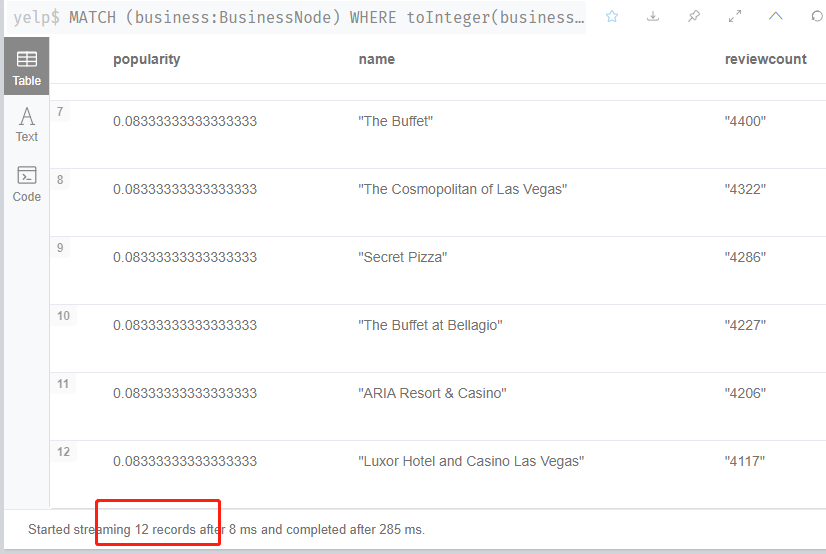 yelp$ MATCH (business:BusinessNode) WHERE toInteger(business…
Table
Text
Code
popularity name reviewcount
7 0.08333333333333333 "The Buffet" "4400"
8 0.08333333333333333 "The Cosmopolitan of Las Vegas" "4322"
9 0.08333333333333333 "Secret Pizza" "4286"
10 0.08333333333333333 "The Buffet at Bellagio" "4227"
11 0.08333333333333333 "ARIA Resort & Casino" "4206"
12 0.08333333333333333 "Luxor Hotel and Casino Las Vegas" "4117"
Started streaming 12 records after 8 ms and completed after 285 ms.